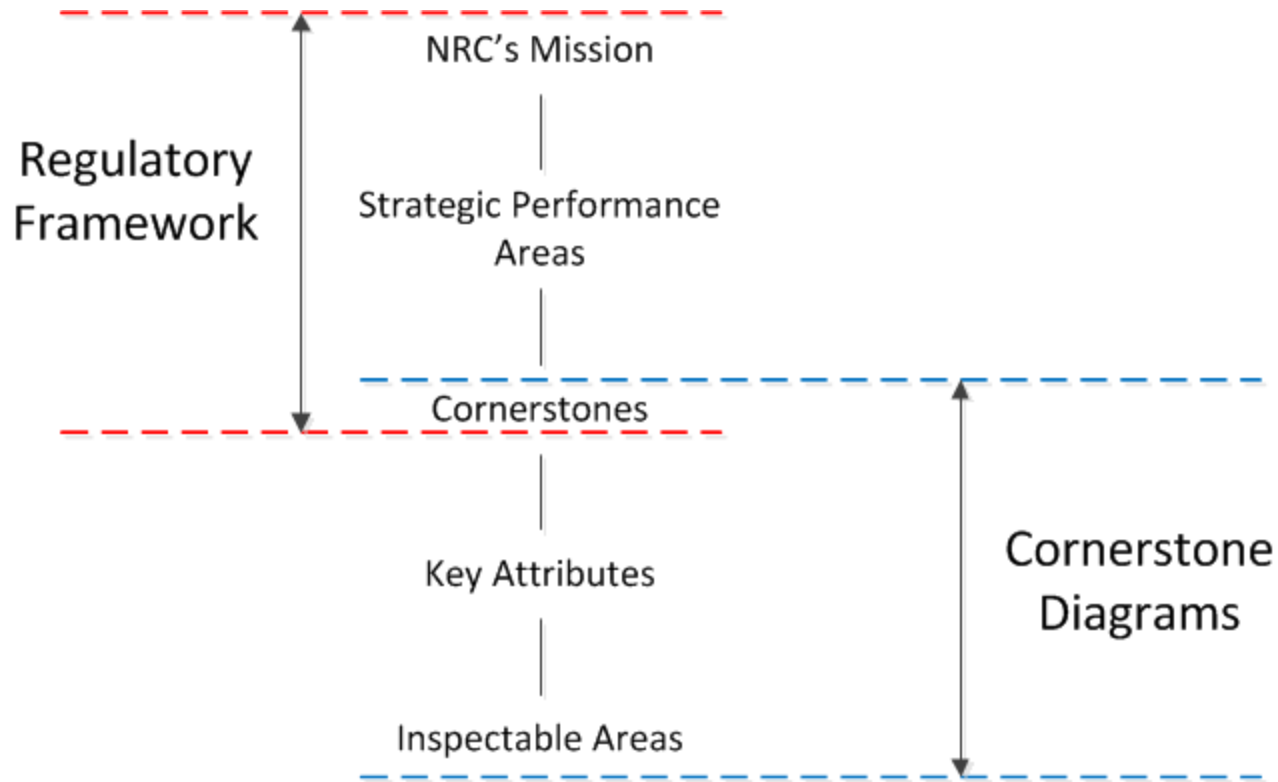 NRC’s Mission
Regulatory
Framework
Strategic Performance
Areas
Cornerstones
Key Attributes
Cornerstone
Diagrams
Inspectable Areas